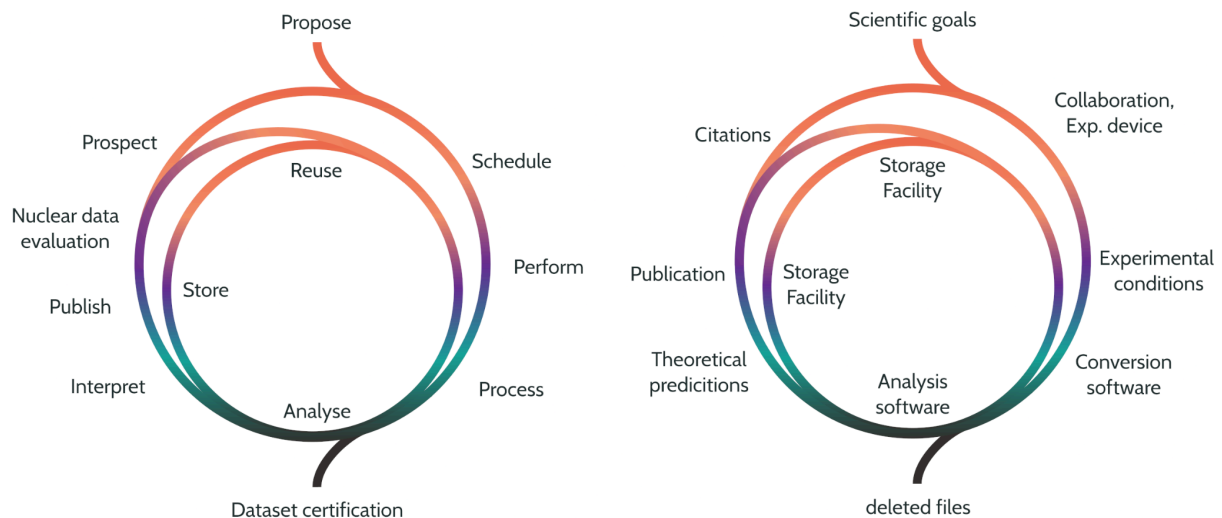 Propose
Prospect
Schedule
Reuse
Nuclear data
evaluation
Perform
Store
Publish
Interpret
Process
Analyse
Dataset certification
Scientific goals
Collaboration,
Exp. device
Citations
Storage
Facility
Publication
Storage
Facility
Experimental
conditions
Theoretical
predicitions
Analysis
software
Conversion
software
deleted files